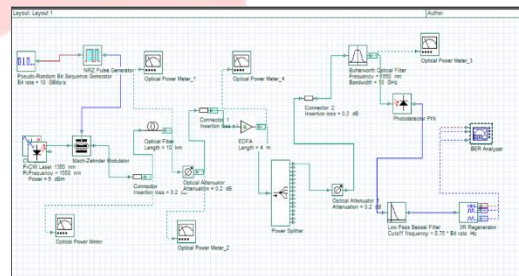 Layout: Layout 1
Author:
Pseudo-Random Bit Sequence Generator
Bit rate = 10 GBits/s
NRZ Pulse Generator
Optical Power Meter_1
Optical Power Meter_4
Butterworth Optical Filter
Frequency = 1550 nm
Bandwidth = 10 GHz
Optical Power Meter_3
CW Laser 1550 nm
Frequency = 1550 nm
Power = 5 dBm
Mach-Zehnder Modulator
Optical Fiber
Length = 10 km
Connector
Insertion loss = 0.2 dB
Optical Attenuator
Attenuation = 0.2 dB
Connector 1
Insertion loss = 0.2 dB
EDFA
Length = 4 m
Power Splitter
Connector 2
Insertion loss = 0.2 dB
Optical Attenuator
Attenuation = 0.2 dB
Photodetector PIN
BER Analyzer
Low Pass Bessel Filter
Cutoff frequency = 0.75 * Bit rate Hz
3R Regenerator
Optical Power Meter
Optical Power Meter_2